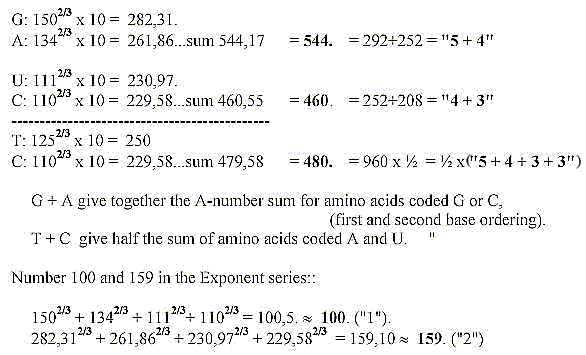 G: 150^2/3 x 10 = 282,31.
A: 134^2/3 x 10 = 261,86...sum 544,17 = 544. = 292+252 = "5 + 4"
U: 111^2/3 x 10 = 230,97.
C: 110^2/3 x 10 = 229,58...sum 460,55 = 460. = 252+208 = "4 + 3"
--------------------------------------------
T: 125^2/3 x 10 = 250
C: 110^2/3 x 10 = 229,58...sum 479,58 = 480. = 960 x ½ = ½ x("5 + 4 + 3 + 3")
G + A give together the A-number sum for amino acids coded G or C,
(first and second base ordering).
T + C give half the sum of amino acids coded A and U. "
Number 100 and 159 in the Exponent series::
150^2/3 + 134^2/3 + 111^2/3 + 110^2/3 = 100,5. ≈ 100. ("1").
282,31^2/3 + 261,86^2/3 + 230,97^2/3 + 229,58^2/3 = 159,10 ≈ 159. ("2")